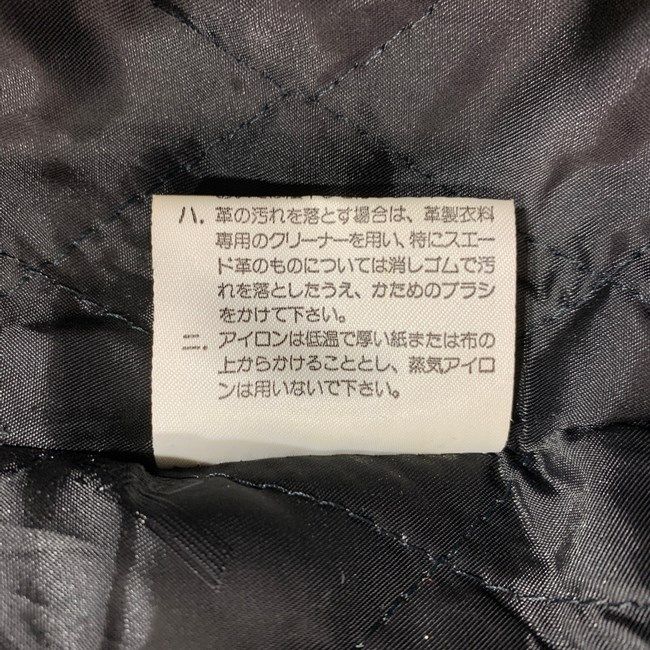 ハ. 革の汚れを落とす場合は、革製衣料
専用のクリーナーを用い、特にスエー
ド革のものについては消しゴムで汚
れを落としたうえ、かためのブラシ
をかけて下さい。
ニ. アイロンは低温で厚い紙または布の
上からかけることとし、蒸気アイロ
ンは用いないで下さい。